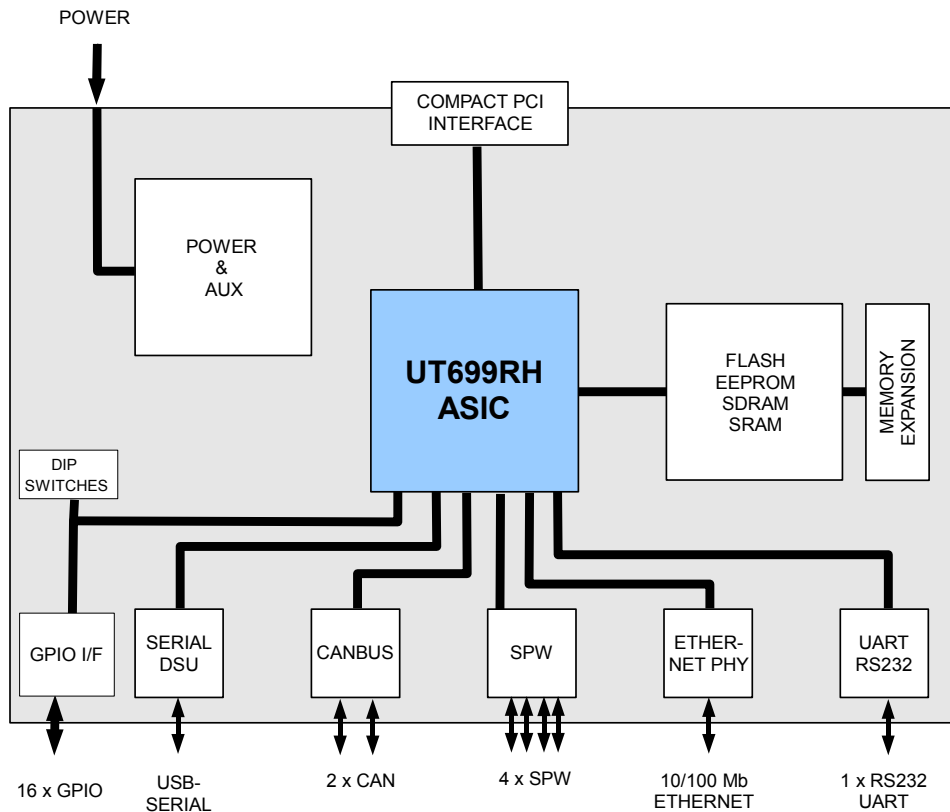 POWER
COMPACT PCI
INTERFACE
POWER
&
AUX
UT699RH
ASIC
FLASH
EEPROM
SDRAM
SRAM
MEMORY
EXPANSION
DIP
SWITCHES
GPIO I/F
SERIAL
DSU
CANBUS
SPW
ETHER-
NET PHY
UART
RS232
16 x GPIO
USB-
SERIAL
2 x CAN
4 x SPW
10/100 Mb
ETHERNET
1 x RS232
UART